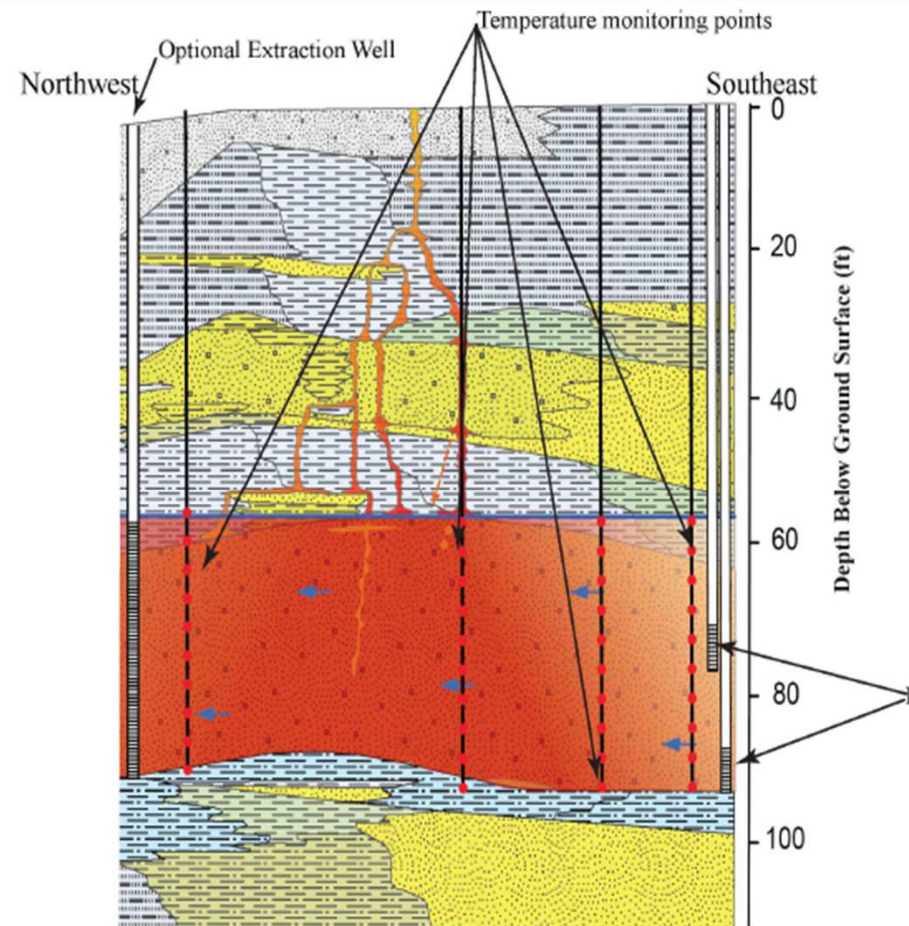 Temperature monitoring points
Optional Extraction Well
Northwest
Southeast
0
20
40
60
80
100
Depth Below Ground Surface (ft)